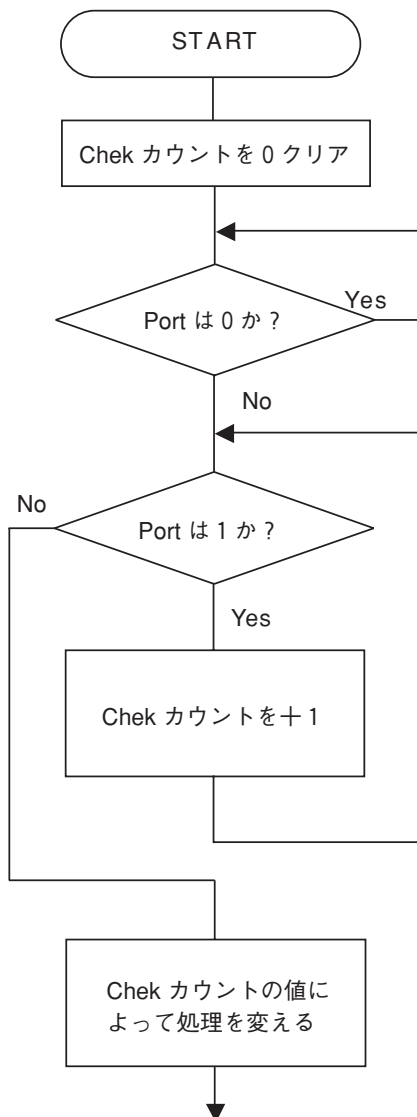 START
Chek カウントを 0 クリア
Port は 0 か？
Yes
No
Port は 1 か？
No
Yes
Chek カウントを＋ 1
Chek カウントの値に
よって処理を変える